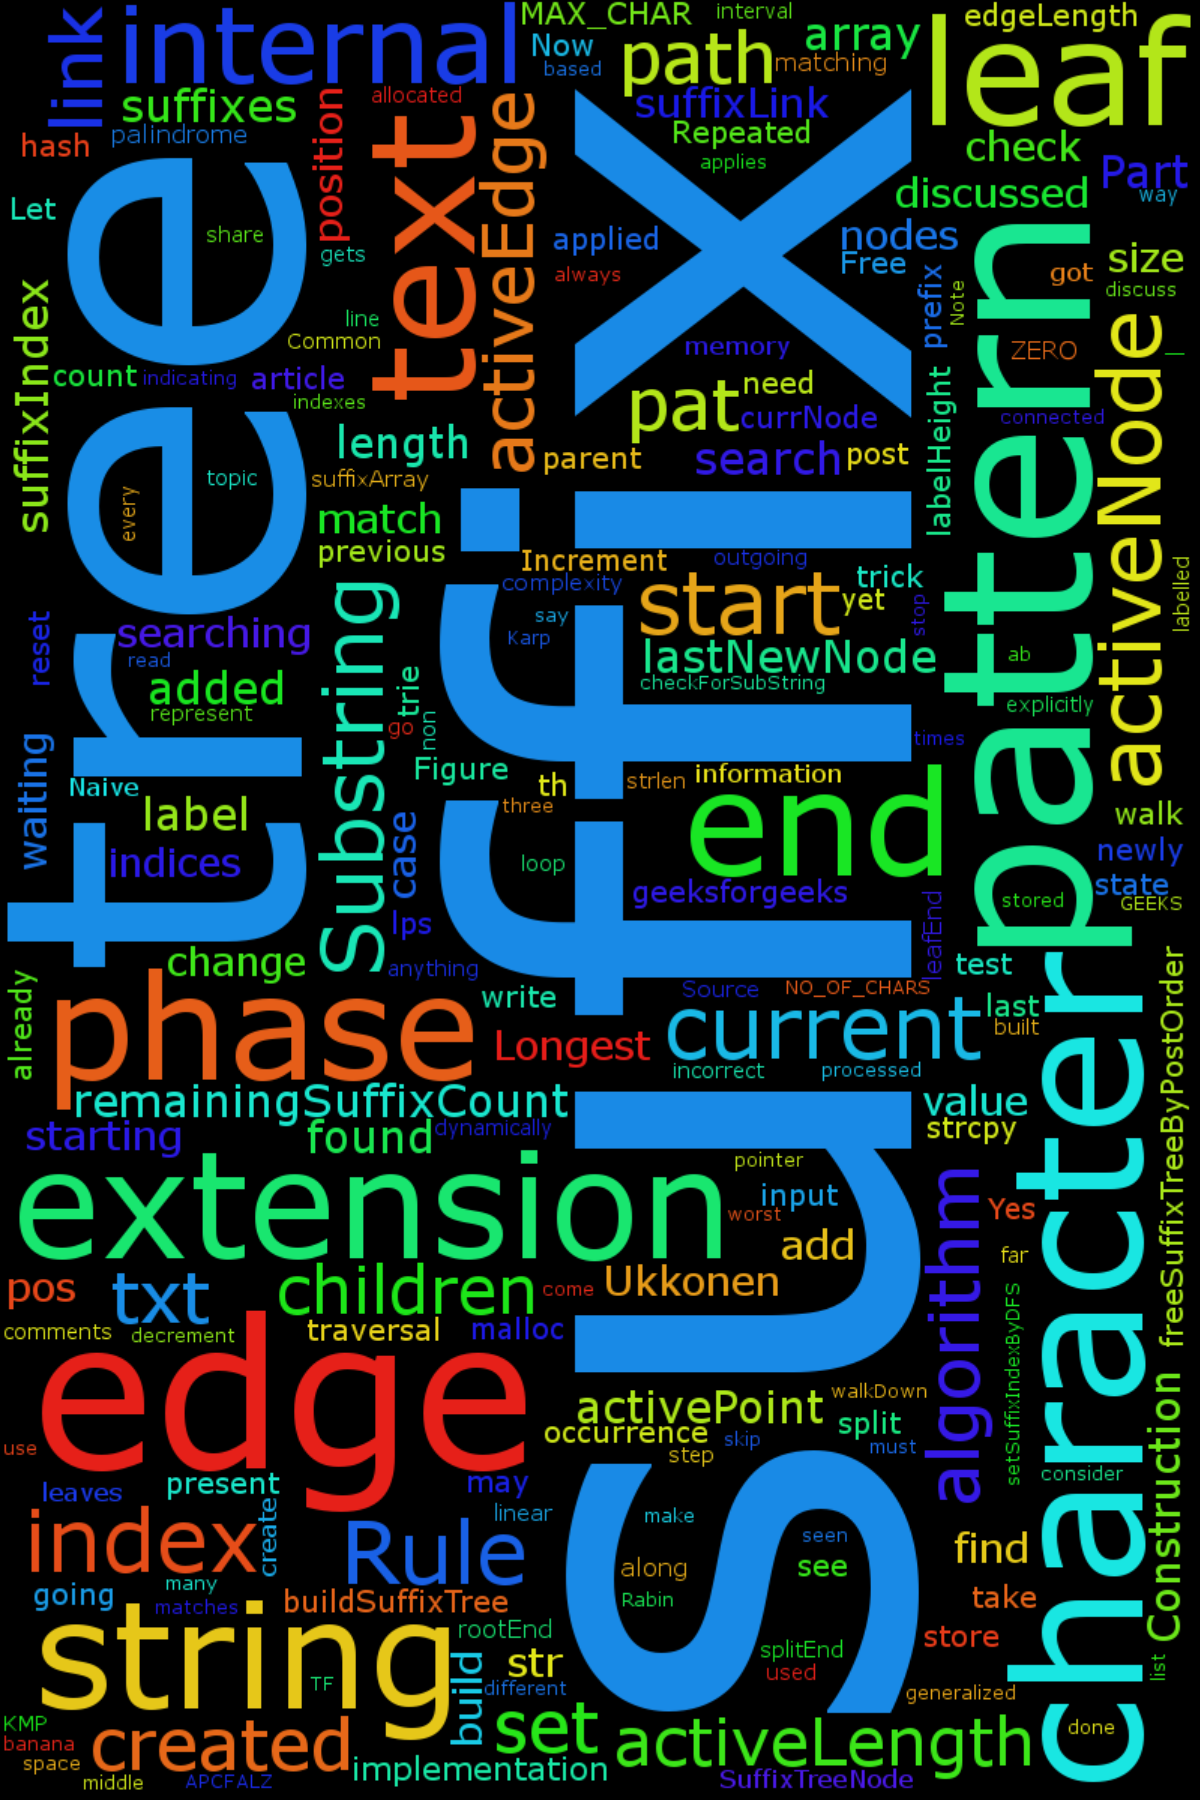 link
internal
MAX_CHAR
interval
edgeLength
Now
based
path
matching
array
leaf
suffixes
allocated
suffixLink
hash
palindrome
position
text
activeEdge
Repeated
applies
check
Part
way
discussed
Let
share
gets
applied
always
nodes
Free
prefix
Note
got
size
discuss
tree
suffix
pattern
suffixIndex
line
Common
count
indicating
article
indexes
memory
ZERO
activeNode
_
pat
need
currNode
labelHeight
connected
length
parent
search
post
every
topic
suffixArray
match
previous
Increment
outgoing
complexity
start
trick
yet
stop
labelled
say
Karp
reset
searching
read
Substring
lastNewNode
checkForSubString
ab
explicitly
added
represent
trie
go
non
times
waiting
Naive
Figure
th
strlen
information
three
label
case
end
walk
indices
loop
newly
geeksforgeeks
state
stored
GEEKS
lps
leafEnd
change
anything
test
already
phase
write
Source
NO_OF_CHARS
last
built
Longest
current
incorrect
processed
character
freeSuffixTreeByPostOrder
remainingSuffixCount
value
strcpy
starting
found
dynamically
extension
pointer
input
worst
algorithm
Yes
add
far
pos
txt
children
come
Ukkonen
comments
decrement
traversal
malloc
setSuffixIndexByDFS
edge
activePoint
walkDown
Construction
occurrence
skip
split
use
step
must
leaves
present
may
consider
index
create
Rule
linear
make
seen
find
along
see
going
many
matches
buildSuffixTree
Rabin
take
string
rootEnd
store
TF
build
str
different
splitEnd
used
list
generalized
KMP
banana
space
created
set
activeLength
done
middle
APCFALZ
implementation
SuffixTreeNode